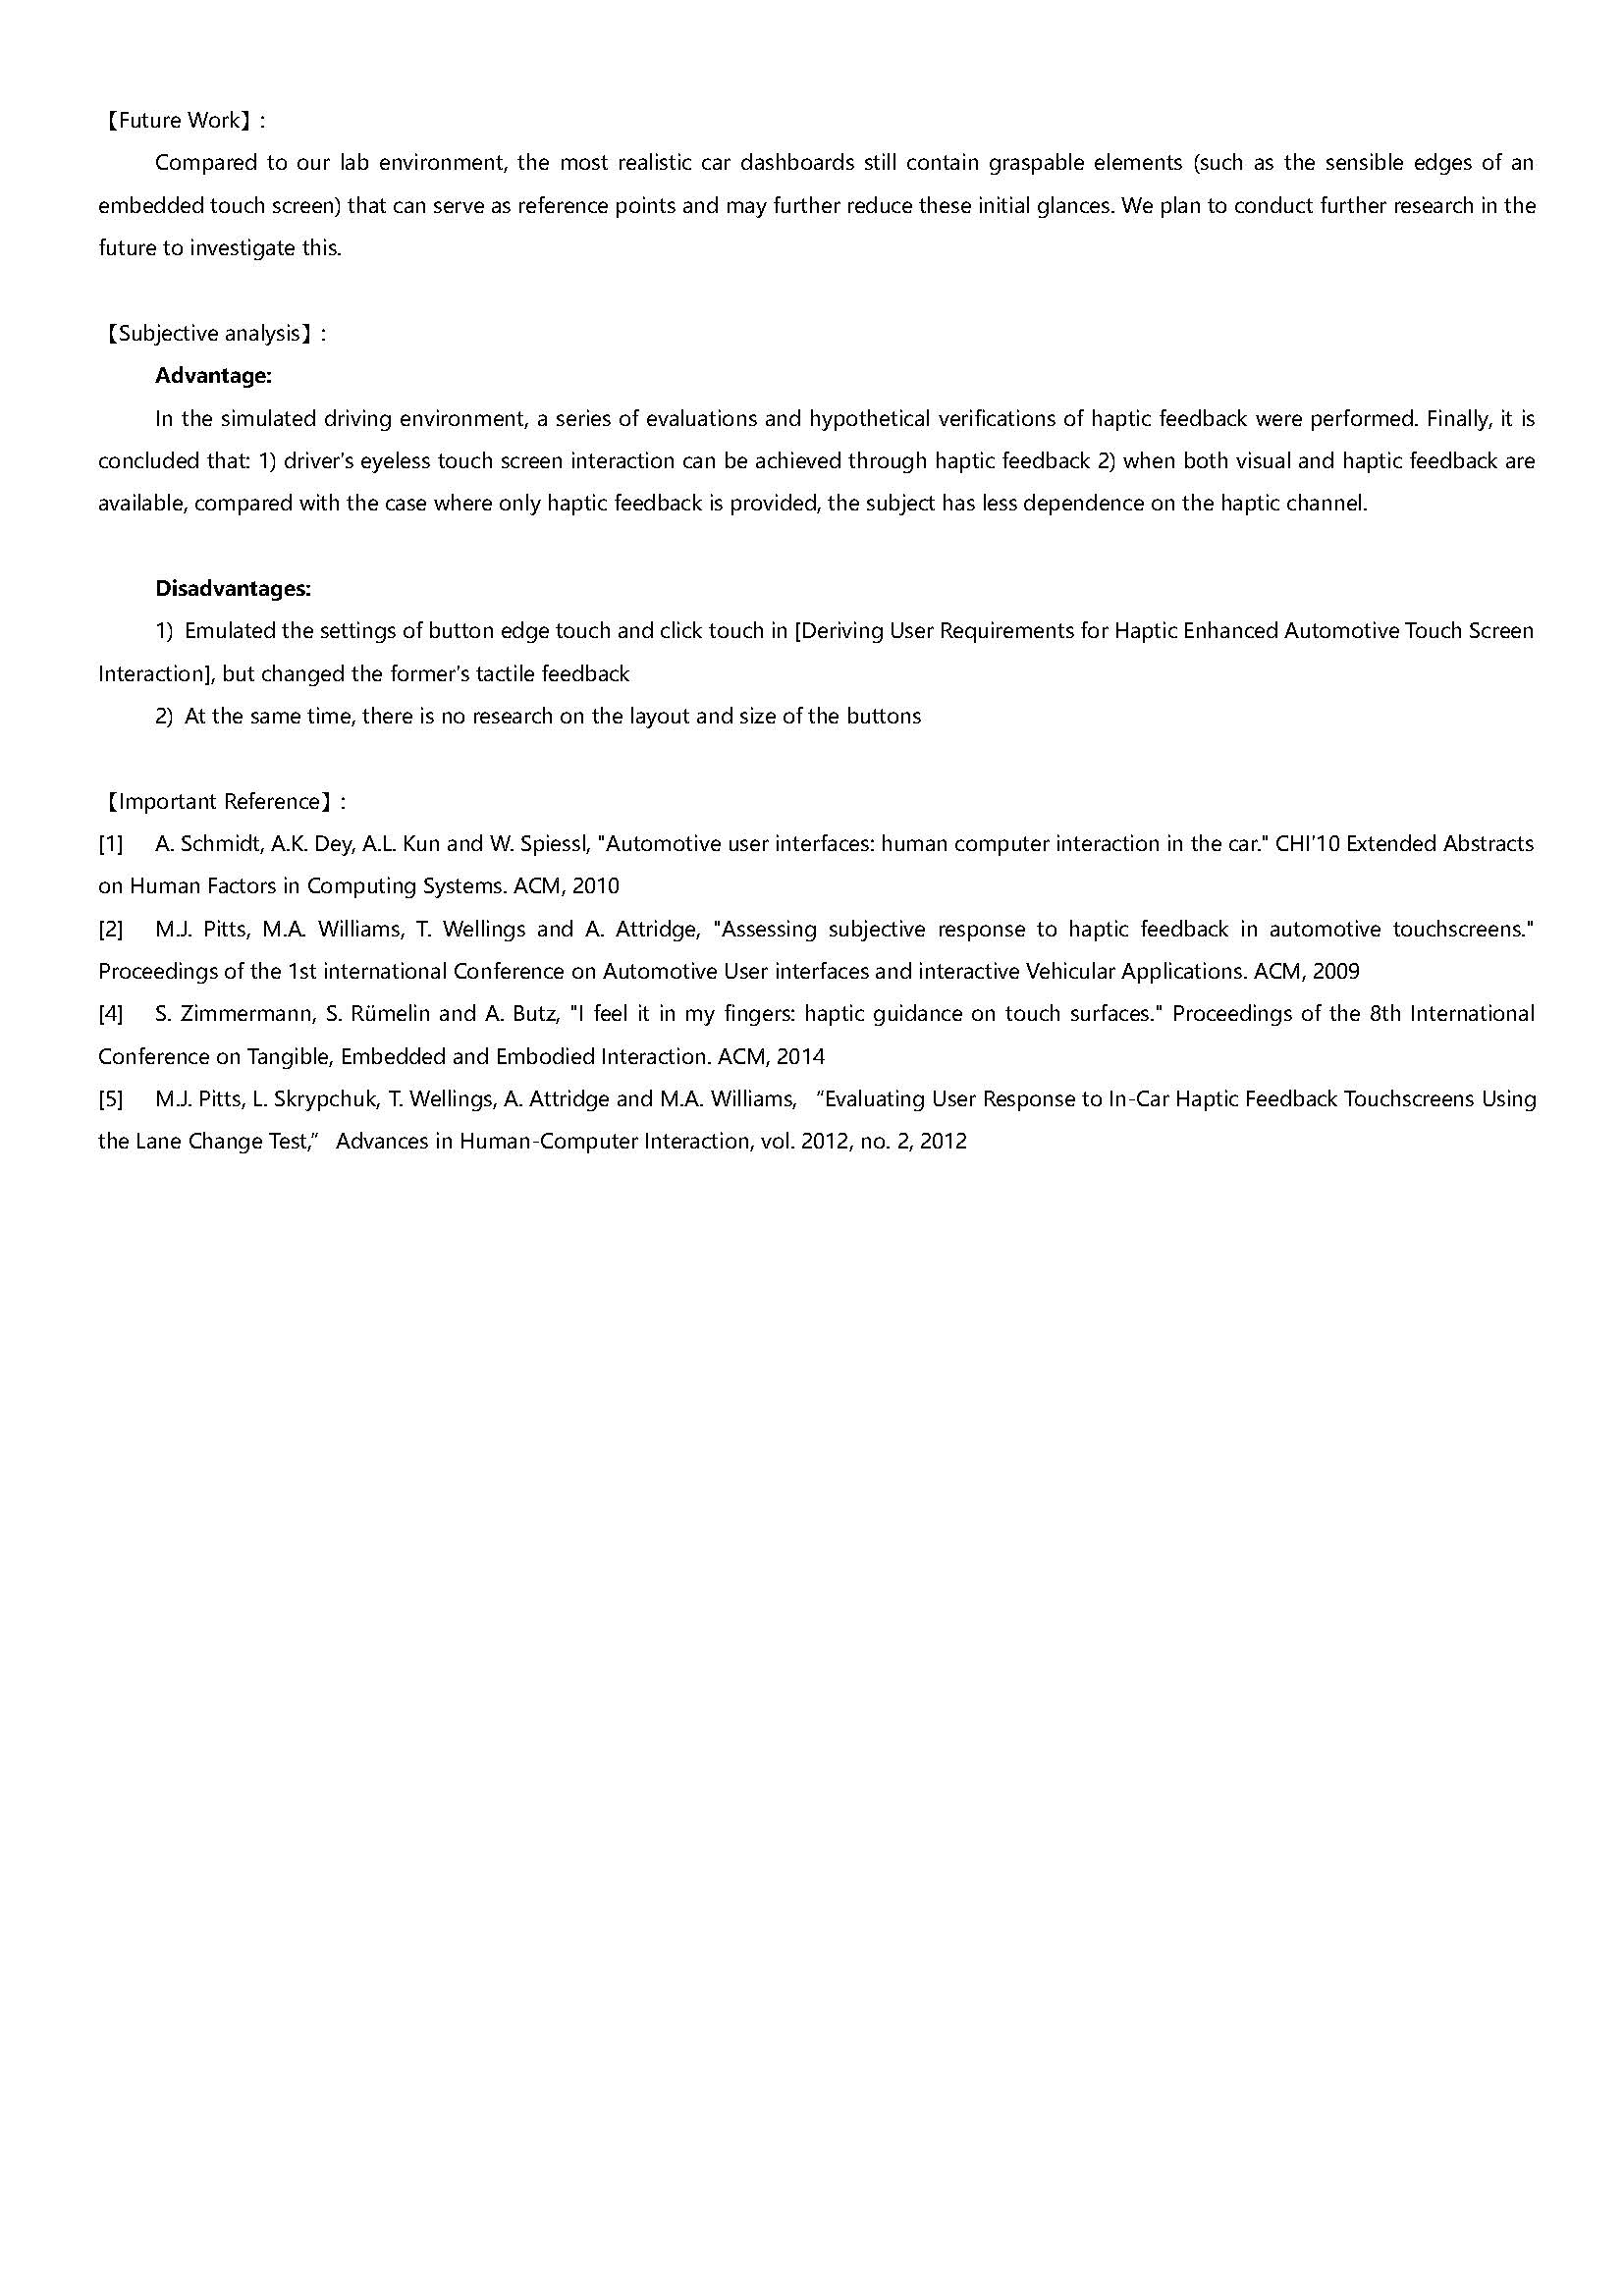 【Future Work】:
Compared to our lab environment, the most realistic car dashboards still contain graspable elements (such as the sensible edges of an
embedded touch screen) that can serve as reference points and may further reduce these initial glances. We plan to conduct further research in the
future to investigate this.
【Subjective analysis】:
Advantage:
In the simulated driving environment, a series of evaluations and hypothetical verifications of haptic feedback were performed. Finally, it is
concluded that: 1) driver's eyeless touch screen interaction can be achieved through haptic feedback 2) when both visual and haptic feedback are
available, compared with the case where only haptic feedback is provided, the subject has less dependence on the haptic channel.
Disadvantages:
1) Emulated the settings of button edge touch and click touch in [Deriving User Requirements for Haptic Enhanced Automotive Touch Screen
Interaction], but changed the former's tactile feedback
2) At the same time, there is no research on the layout and size of the buttons
【Important Reference】:
[1] A. Schmidt, A.K. Dey, A.L. Kun and W. Spiessl, "Automotive user interfaces: human computer interaction in the car." CHI'10 Extended Abstracts
on Human Factors in Computing Systems. ACM, 2010
[2] M.J. Pitts, M.A. Williams, T. Wellings and A. Attridge, "Assessing subjective response to haptic feedback in automotive touchscreens."
Proceedings of the 1st international Conference on Automotive User interfaces and interactive Vehicular Applications. ACM, 2009
[4] S. Zimmermann, S. Rümelin and A. Butz, "I feel it in my fingers: haptic guidance on touch surfaces." Proceedings of the 8th International
Conference on Tangible, Embedded and Embodied Interaction. ACM, 2014
[5] M.J. Pitts, L. Skrypchuk, T. Wellings, A. Attridge and M.A. Williams, “Evaluating User Response to In-Car Haptic Feedback Touchscreens Using
the Lane Change Test,” Advances in Human-Computer Interaction, vol. 2012, no. 2, 2012